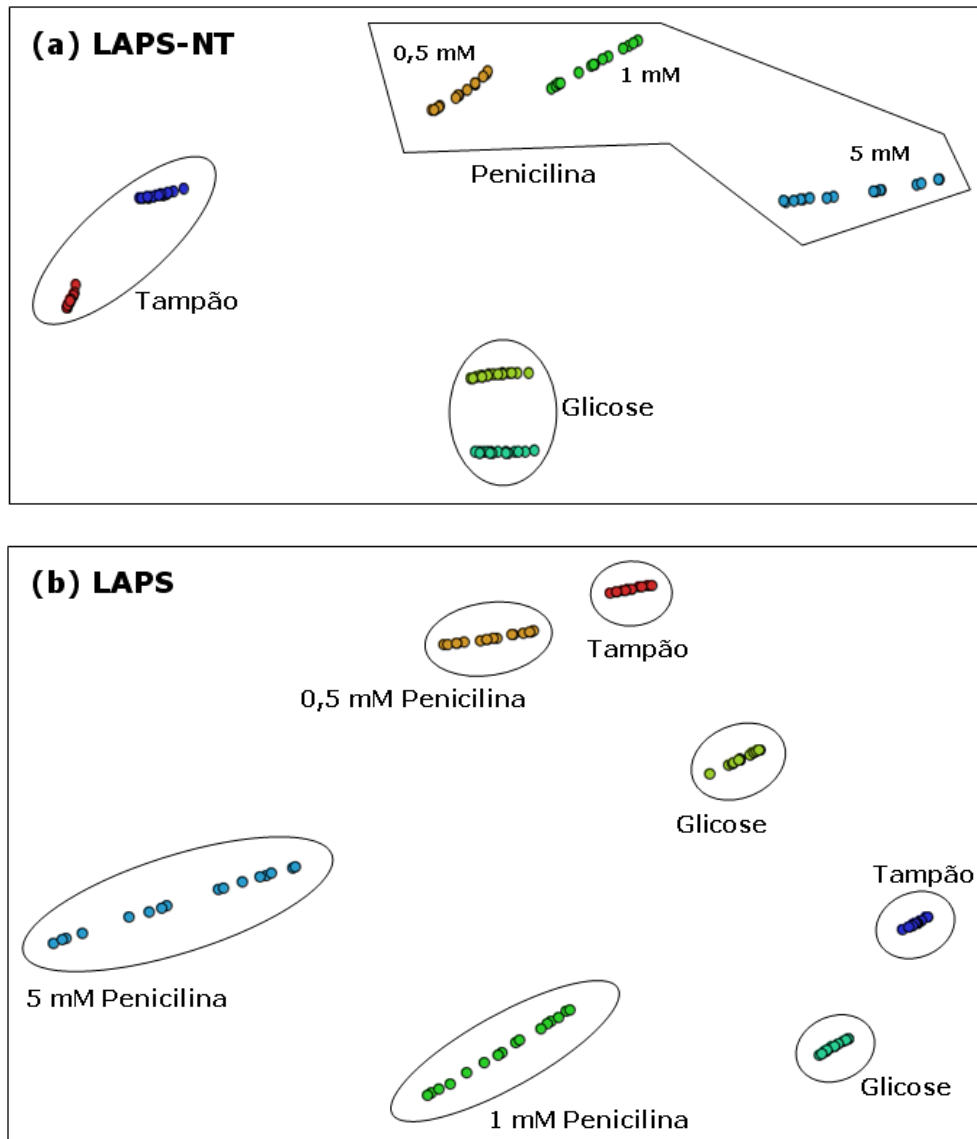 (a) LAPS-NT
0,5 mM
1 mM
Penicilina
5 mM
Tampão
Glicose
(b) LAPS
Tampão
0,5 mM Penicilina
Glicose
Tampão
5 mM Penicilina
Glicose
1 mM Penicilina